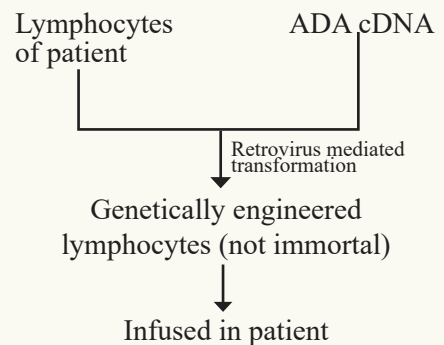 Lymphocytes
of patient
ADA cDNA
Retrovirus mediated
transformation
Genetically engineered
lymphocytes (not immortal)
Infused in patient